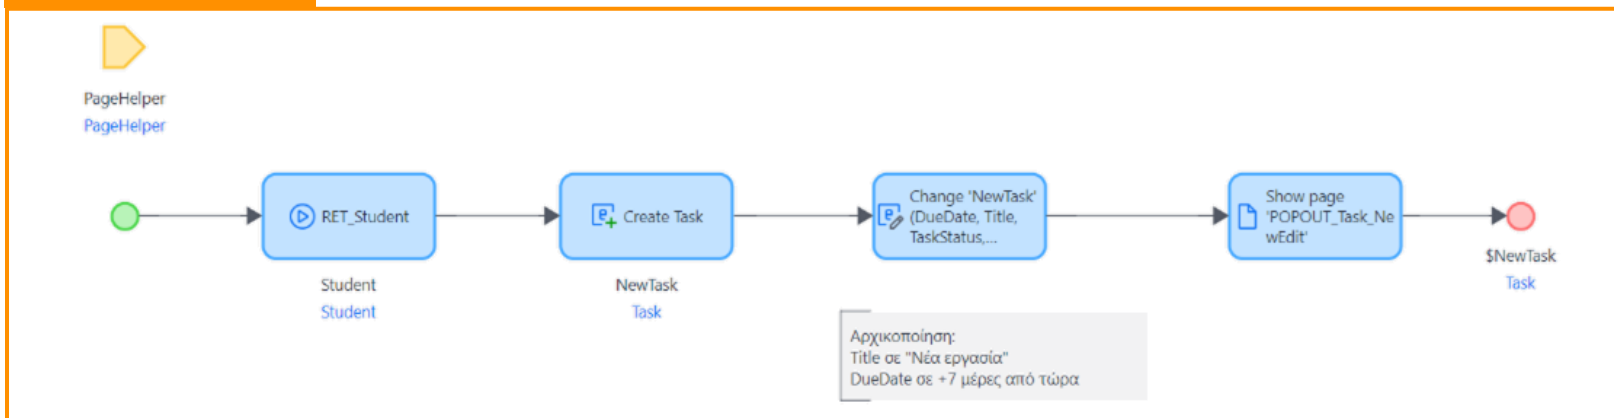 PageHelper
PageHelper
RET_Student
Student
Student
Create Task
NewTask
Task
Change 'NewTask'
(DueDate, Title,
TaskStatus,...
Αρχικοποίηση:
Title σε "Νέα εργασία"
DueDate σε +7 μέρες από τώρα
Show page
'POPOUT_Task_Ne
wEdit'
$NewTask
Task